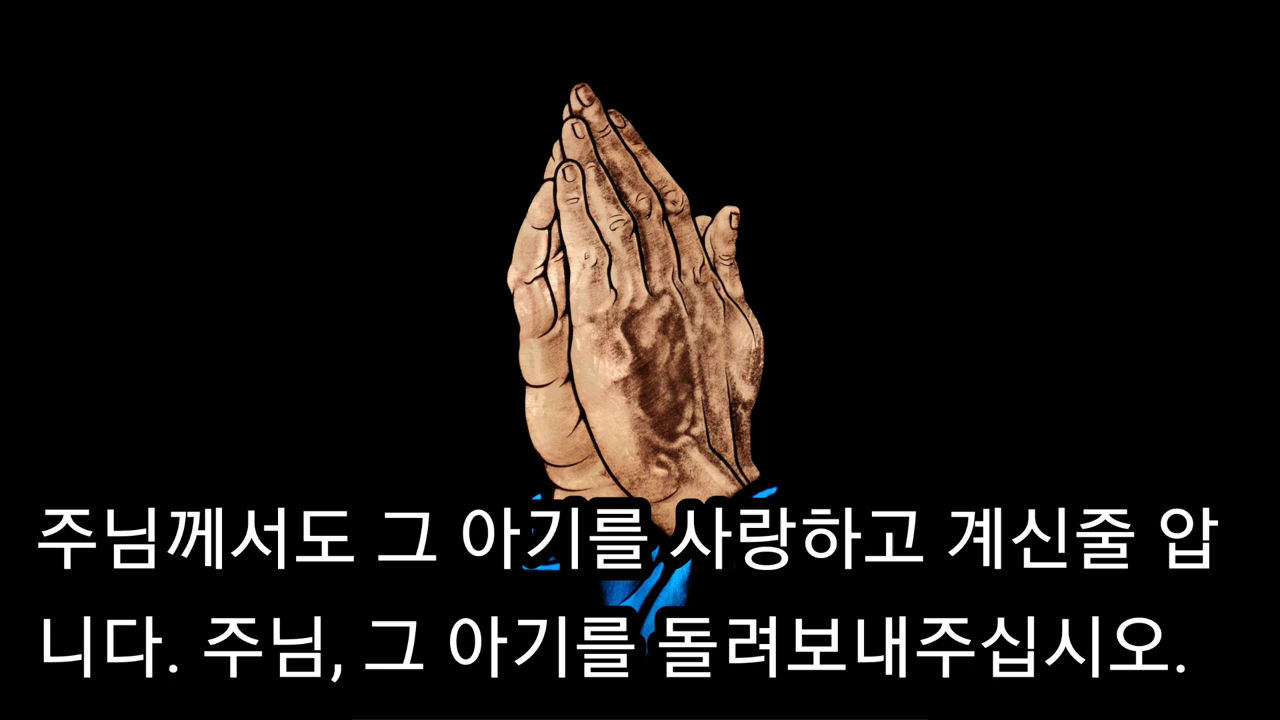 주님께서도 그 아기를 사랑하고 계신줄 압
니다. 주님, 그 아기를 돌려보내주십시오.